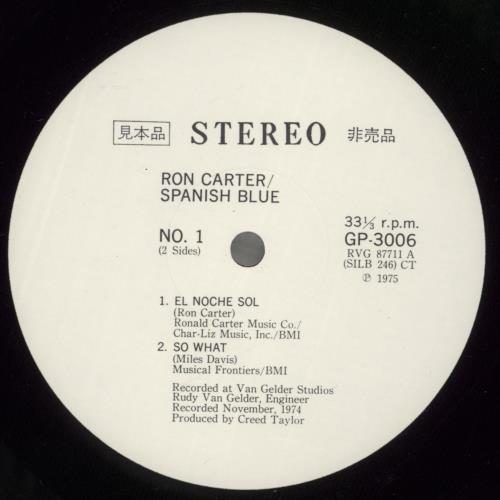 見本品 STEREO 非売品
RON CARTER/
SPANISH BLUE
NO. 1
(2 Sides)
33⅓ r.p.m.
GP-3006
RVG 87711 A
(SILB 246) CT
℗ 1975
1. EL NOCHE SOL
(Ron Carter)
Ronald Carter Music Co./
Char-Liz Music, Inc./BMI
2. SO WHAT
(Miles Davis)
Musical Frontiers/BMI
Recorded at Van Gelder Studios
Rudy Van Gelder, Engineer
Recorded November, 1974
Produced by Creed Taylor